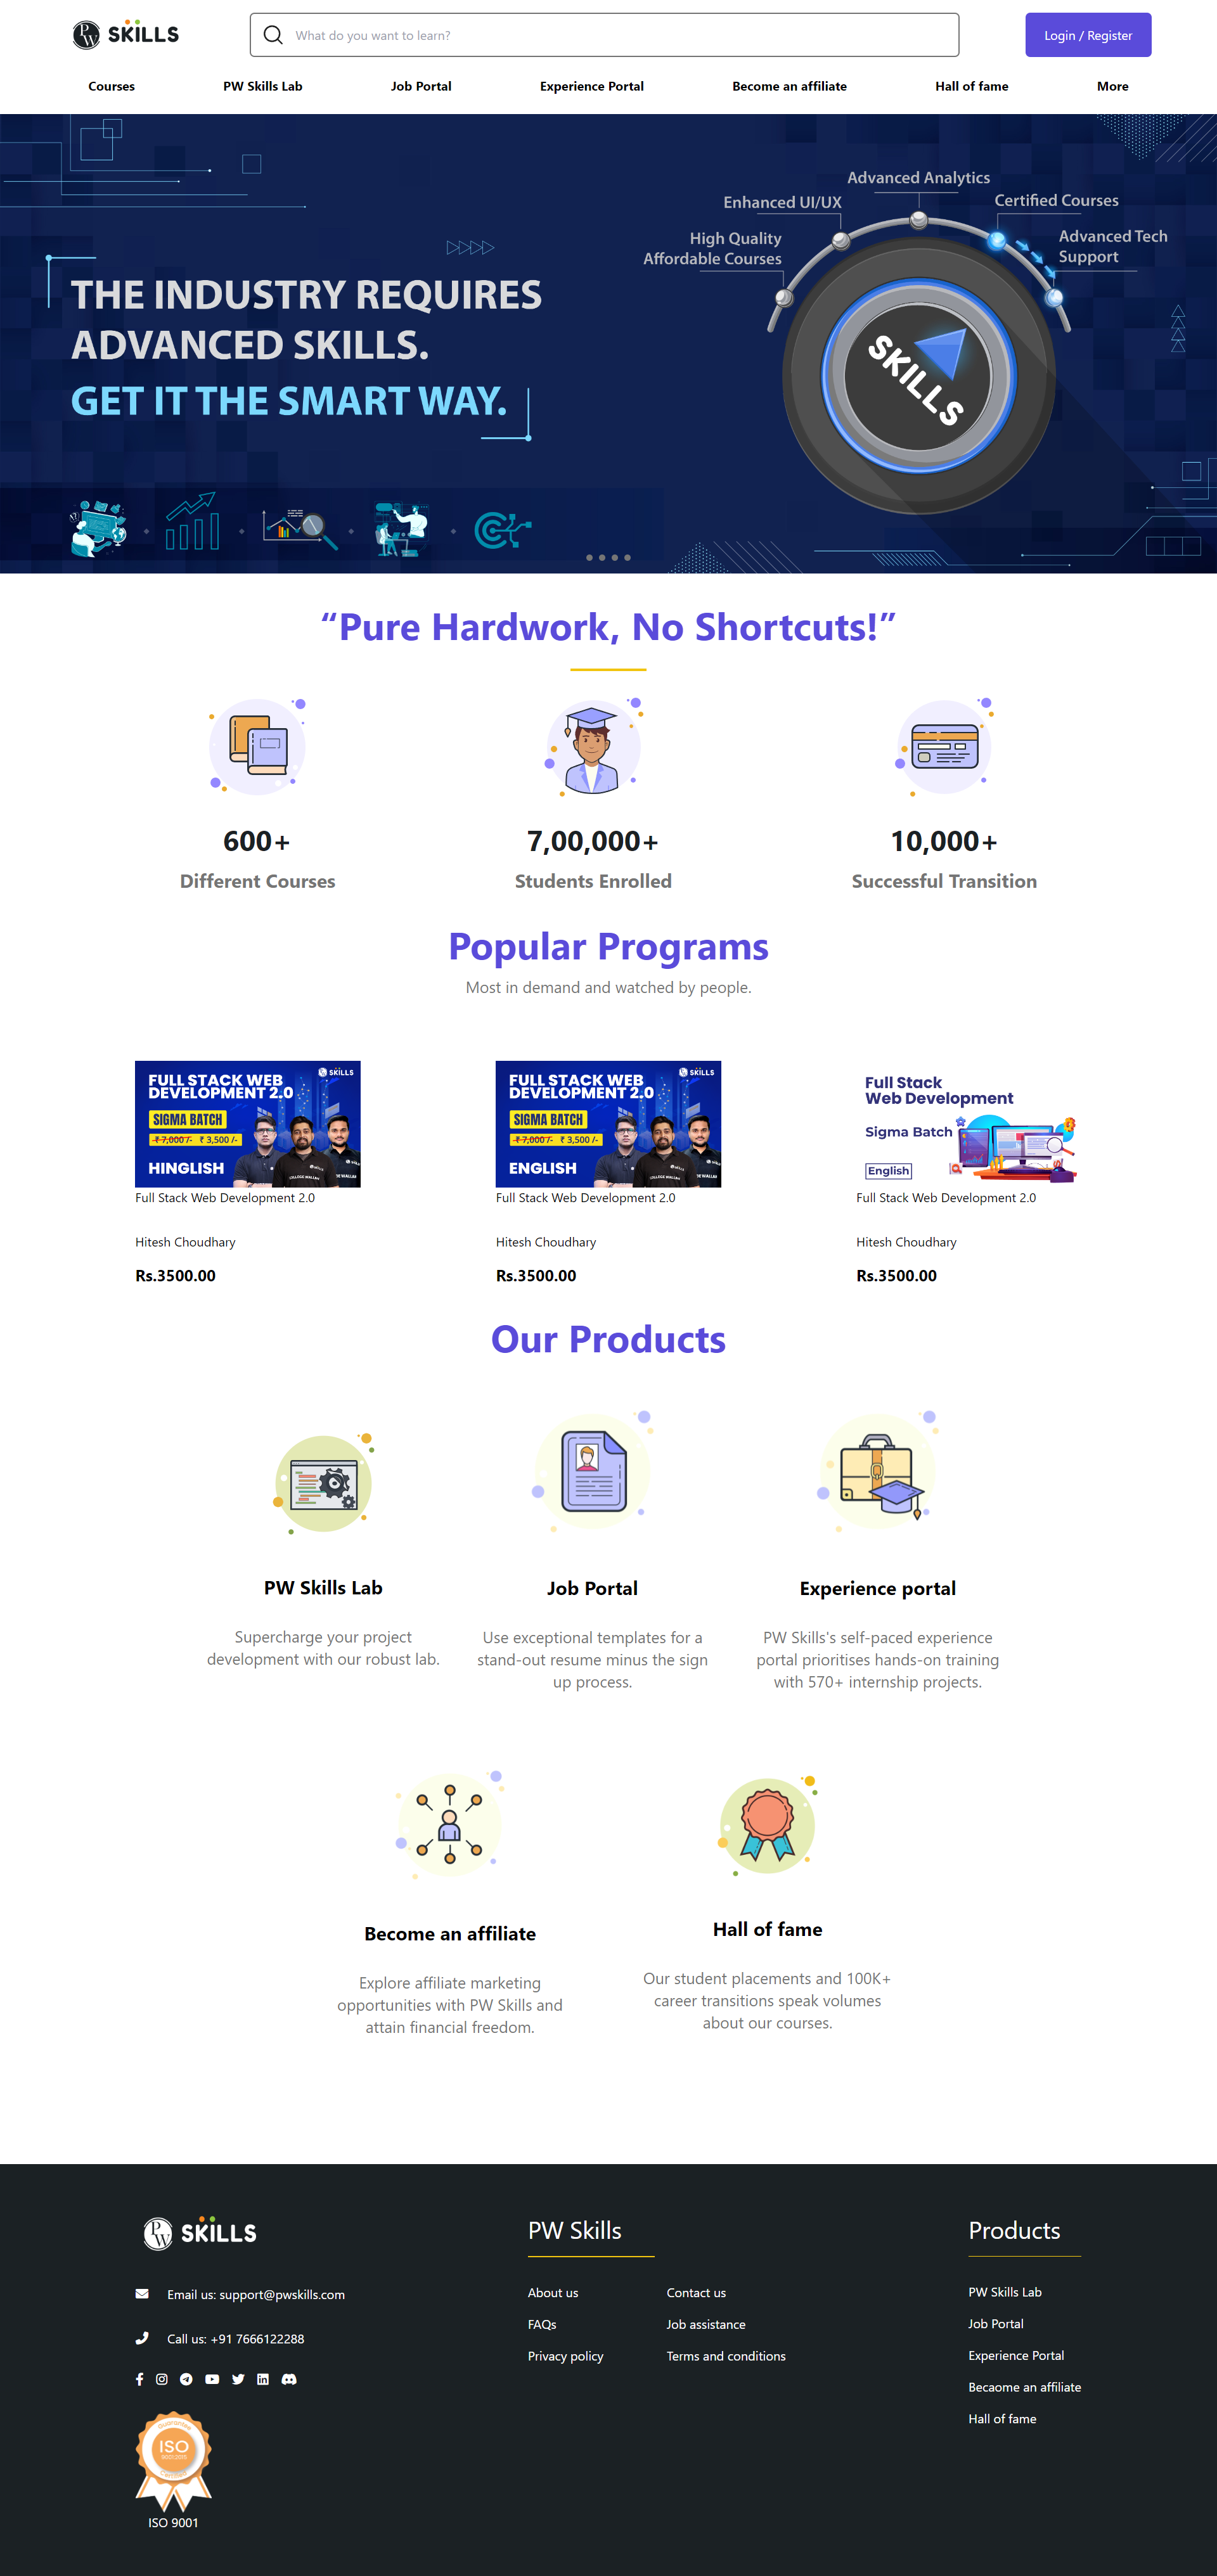 PW SKILLS
What do you want to learn?
Login / Register
Courses
PW Skills Lab
Job Portal
Experience Portal
Become an affiliate
Hall of fame
More
Advanced Analytics
Enhanced UI/UX
Certified Courses
High Quality
Affordable Courses
Advanced Tech
Support
THE INDUSTRY REQUIRES
ADVANCED SKILLS.
GET IT THE SMART WAY.
SKILLS
“Pure Hardwork, No Shortcuts!”
600+
Different Courses
7,00,000+
Students Enrolled
10,000+
Successful Transition
Popular Programs
Most in demand and watched by people.
SKILLS
FULL STACK WEB
DEVELOPMENT 2.0
SIGMA BATCH
₹ 7,000 /- ₹ 3,500 /-
HINGLISH
Full Stack Web Development 2.0
Hitesh Choudhary
Rs.3500.00
SKILLS
FULL STACK WEB
DEVELOPMENT 2.0
SIGMA BATCH
₹ 7,000 /- ₹ 3,500 /-
ENGLISH
Full Stack Web Development 2.0
Hitesh Choudhary
Rs.3500.00
Full Stack
Web Development
Sigma Batch
English
Full Stack Web Development 2.0
Hitesh Choudhary
Rs.3500.00
Our Products
PW Skills Lab
Supercharge your project
development with our robust lab.
Job Portal
Use exceptional templates for a
stand-out resume minus the sign
up process.
Experience portal
PW Skills's self-paced experience
portal prioritises hands-on training
with 570+ internship projects.
Become an affiliate
Explore affiliate marketing
opportunities with PW Skills and
attain financial freedom.
Hall of fame
Our student placements and 100K+
career transitions speak volumes
about our courses.
PW SKILLS
Email us: support@pwskills.com
Call us: +91 7666122288
Guarantee
ISO
9001:2015
Certified
ISO 9001
PW Skills
About us
Contact us
FAQs
Job assistance
Privacy policy
Terms and conditions
Products
PW Skills Lab
Job Portal
Experience Portal
Becaome an affiliate
Hall of fame